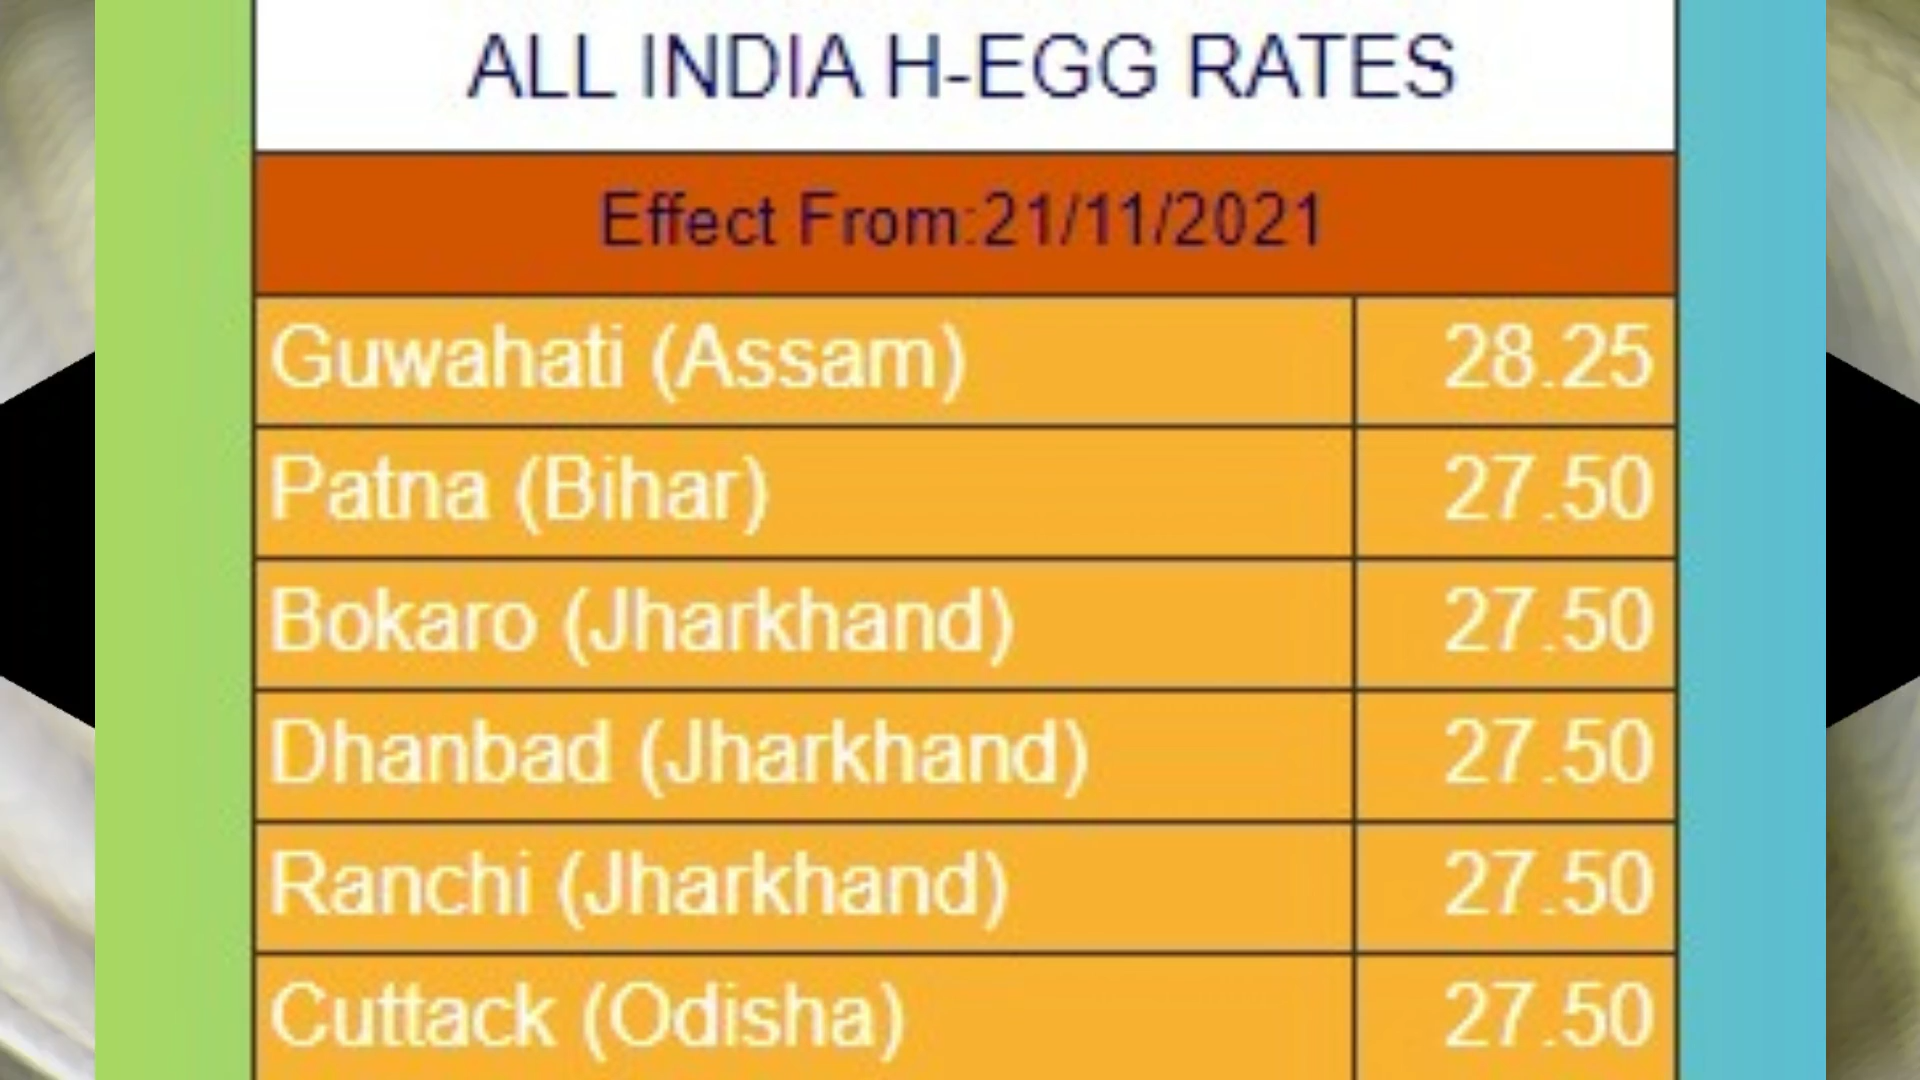 ALL INDIA H-EGG RATES
Effect From:21/11/2021
Guwahati (Assam) 28.25
Patna (Bihar) 27.50
Bokaro (Jharkhand) 27.50
Dhanbad (Jharkhand) 27.50
Ranchi (Jharkhand) 27.50
Cuttack (Odisha) 27.50